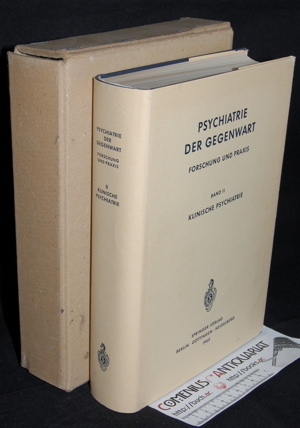 PSYCHIATRIE
DER GEGENWART
FORSCHUNG UND PRAXIS
II
KLINISCHE
PSYCHIATRIE
PSYCHIATRIE
DER GEGENWART
FORSCHUNG UND PRAXIS
BAND II
KLINISCHE PSYCHIATRIE
SPRINGER-VERLAG
BERLIN · GÖTTINGEN · HEIDELBERG
1960
COMENIUS-ANTIQUARIAT